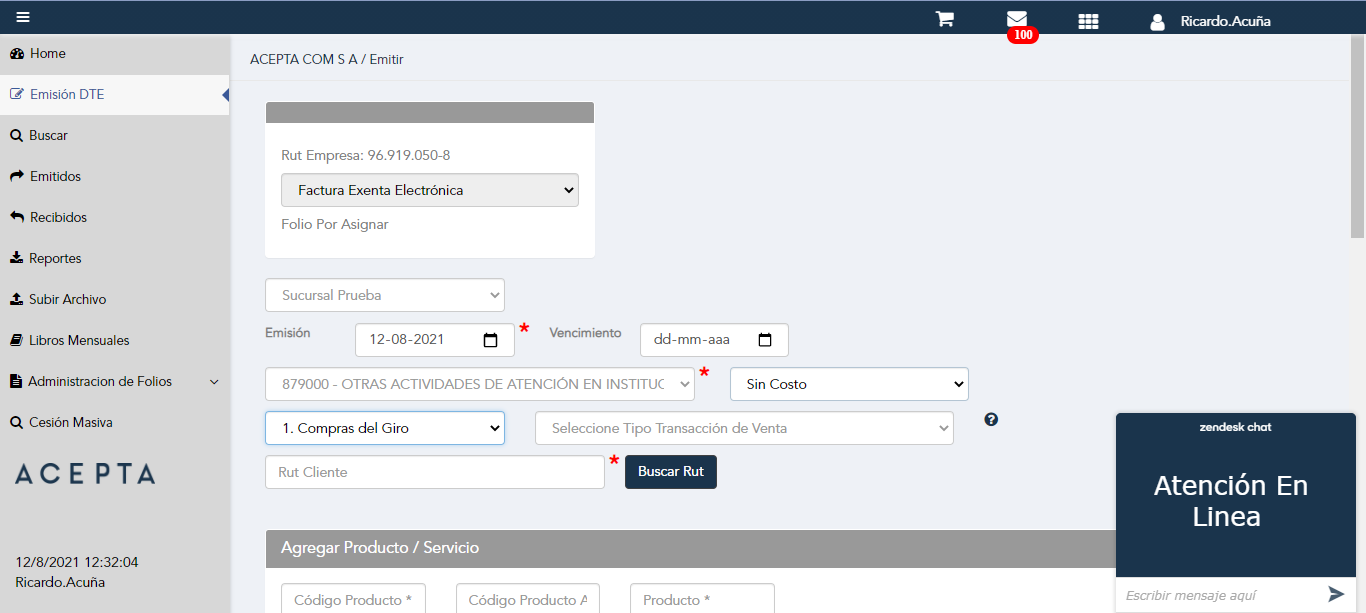 100
Ricardo.Acuña
Home
Emisión DTE
Buscar
Emitidos
Recibidos
Reportes
Subir Archivo
Libros Mensuales
Administracion de Folios
Cesión Masiva
ACEPTA
12/8/2021 12:32:04
Ricardo.Acuña
ACEPTA COM S A / Emitir
Rut Empresa: 96.919.050-8
Factura Exenta Electrónica
Folio Por Asignar
Sucursal Prueba
Emisión 12-08-2021 * Vencimiento dd-mm-aaa
879000 - OTRAS ACTIVIDADES DE ATENCIÓN EN INSTITUC * Sin Costo
1. Compras del Giro Seleccione Tipo Transacción de Venta ?
Rut Cliente * Buscar Rut
Agregar Producto / Servicio
Código Producto * Código Producto A Producto *
zendesk chat
Atención En
Linea
Escribir mensaje aquí